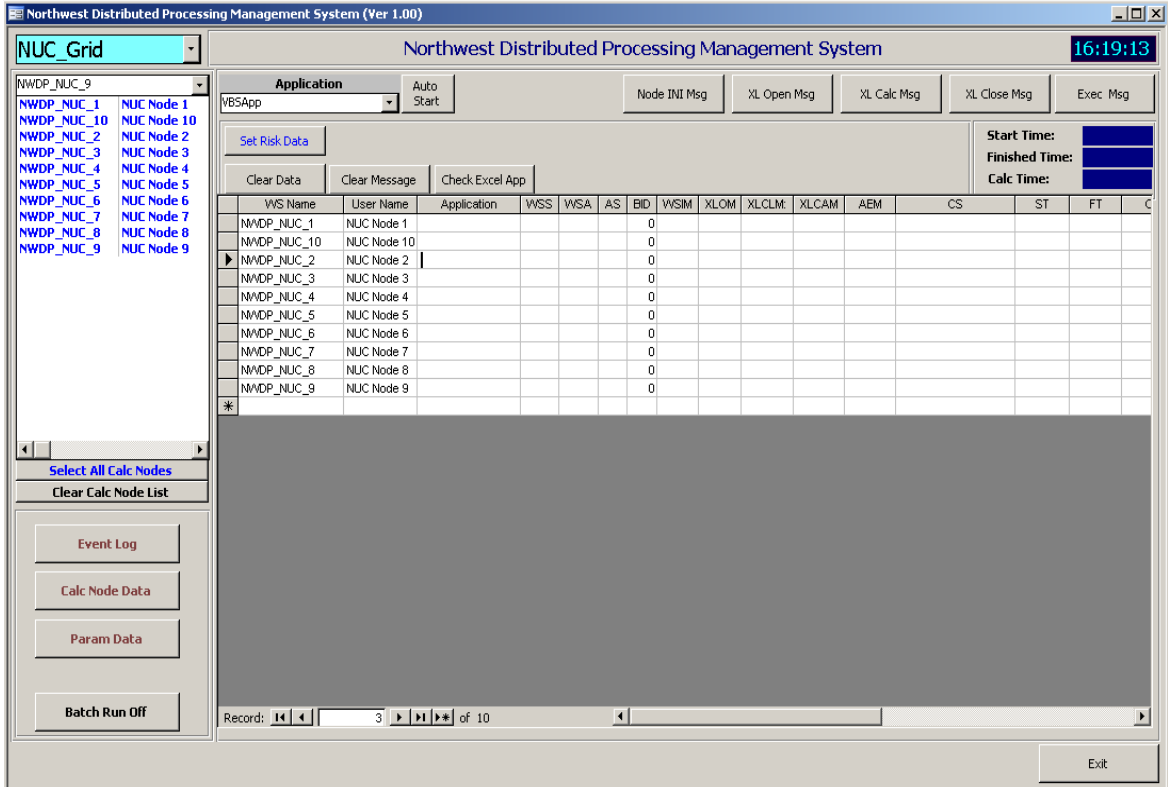 Northwest Distributed Processing Management System (Ver 1.00)
NUC_Grid
Northwest Distributed Processing Management System
16:19:13
NWDP_NUC_9
NWDP_NUC_1 NUC Node 1
NWDP_NUC_10 NUC Node 10
NWDP_NUC_2 NUC Node 2
NWDP_NUC_3 NUC Node 3
NWDP_NUC_4 NUC Node 4
NWDP_NUC_5 NUC Node 5
NWDP_NUC_6 NUC Node 6
NWDP_NUC_7 NUC Node 7
NWDP_NUC_8 NUC Node 8
NWDP_NUC_9 NUC Node 9
Select All Calc Nodes
Clear Calc Node List
Event Log
Calc Node Data
Param Data
Batch Run Off
Application
VBSApp
Auto
Start
Node INI Msg
XL Open Msg
XL Calc Msg
XL Close Msg
Exec Msg
Set Risk Data
Clear Data
Clear Message
Check Excel App
Start Time:
Finished Time:
Calc Time:
WS Name User Name Application WSS WSA AS BID WSIM XLOM XLCLM: XLCAM AEM CS ST FT C
NWDP_NUC_1 NUC Node 1 0
NWDP_NUC_10 NUC Node 10 0
NWDP_NUC_2 NUC Node 2 0
NWDP_NUC_3 NUC Node 3 0
NWDP_NUC_4 NUC Node 4 0
NWDP_NUC_5 NUC Node 5 0
NWDP_NUC_6 NUC Node 6 0
NWDP_NUC_7 NUC Node 7 0
NWDP_NUC_8 NUC Node 8 0
NWDP_NUC_9 NUC Node 9 0
Record: 3 of 10
Exit